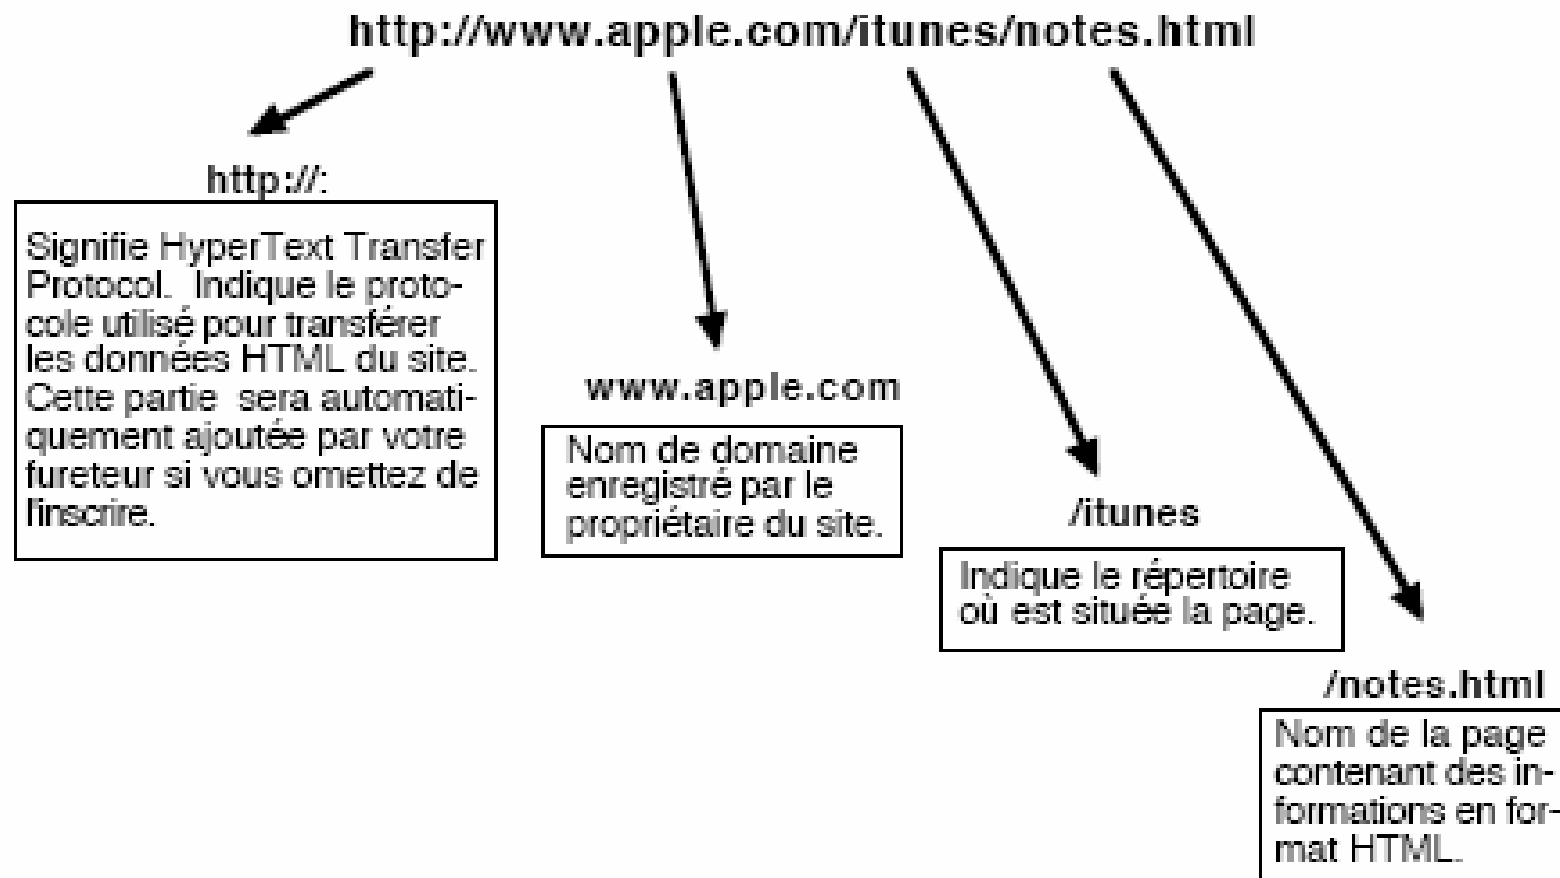 http://www.apple.com/itunes/notes.html
http://:
Signifie HyperText Transfer
Protocol.  Indique le proto-
cole utilisé pour transférer
les données HTML du site.
Cette partie  sera automati-
quement ajoutée par votre
fureteur si vous omettez de
l'inscrire.
www.apple.com
Nom de domaine
enregistré par le
propriétaire du site.
/itunes
Indique le répertoire
où est située la page.
/notes.html
Nom de la page
contenant des in-
formations en for-
mat HTML.